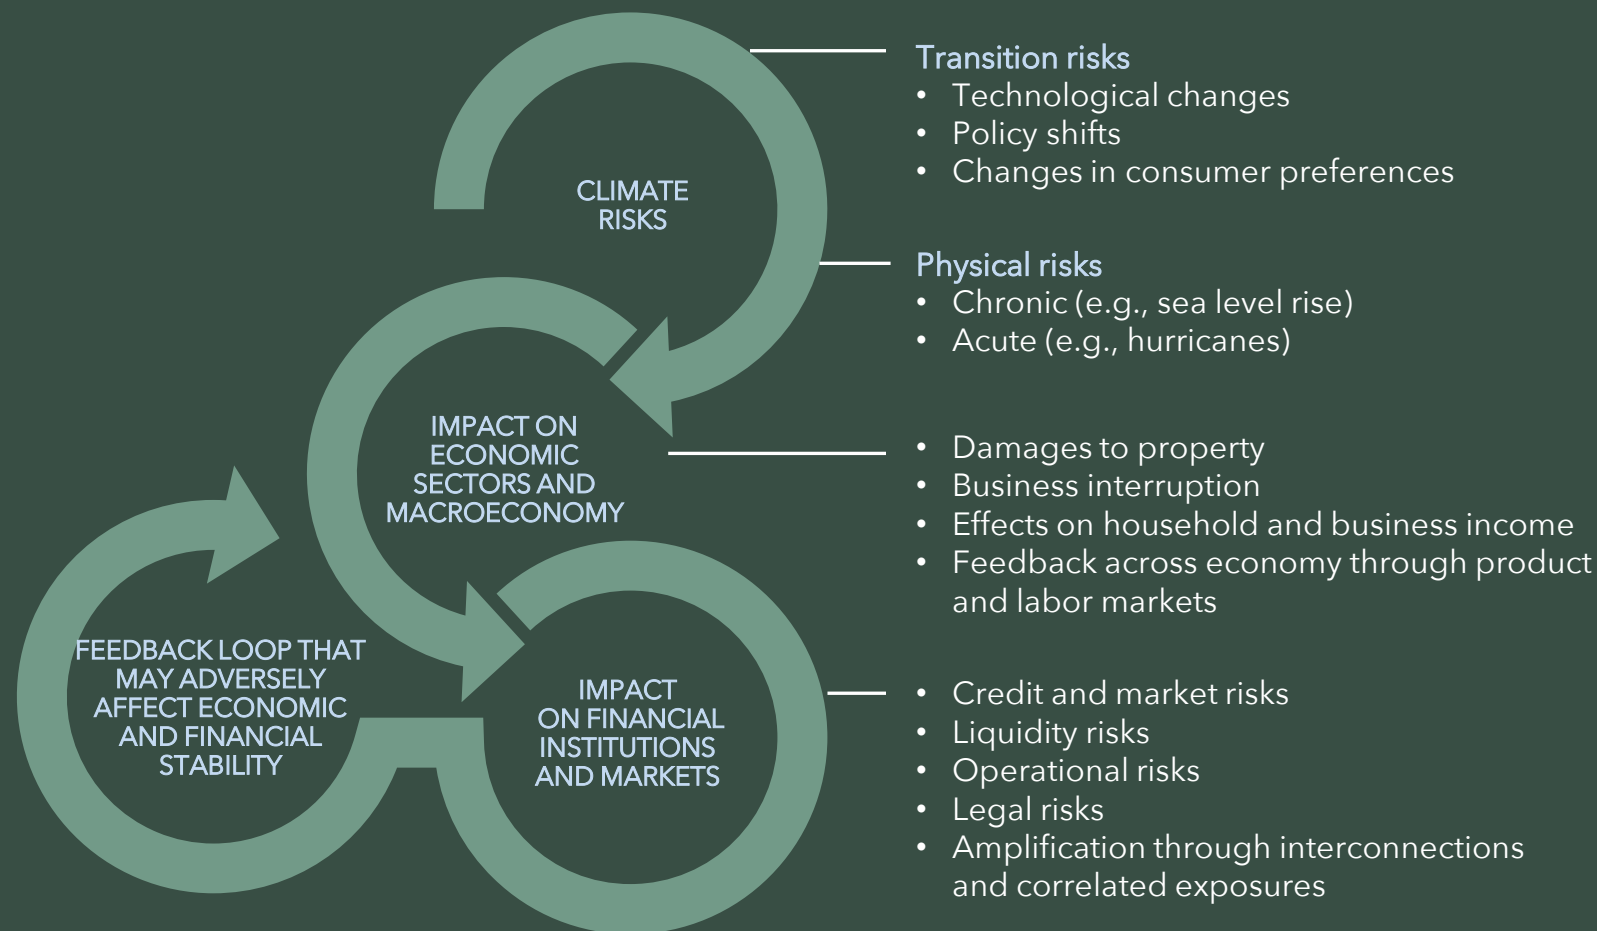 CLIMATE
RISKS
Transition risks
• Technological changes
• Policy shifts
• Changes in consumer preferences
Physical risks
• Chronic (e.g., sea level rise)
• Acute (e.g., hurricanes)
IMPACT ON
ECONOMIC
SECTORS AND
MACROECONOMY
• Damages to property
• Business interruption
• Effects on household and business income
• Feedback across economy through product
and labor markets
IMPACT
ON FINANCIAL
INSTITUTIONS
AND MARKETS
• Credit and market risks
• Liquidity risks
• Operational risks
• Legal risks
• Amplification through interconnections
and correlated exposures
FEEDBACK LOOP THAT
MAY ADVERSELY
AFFECT ECONOMIC
AND FINANCIAL
STABILITY